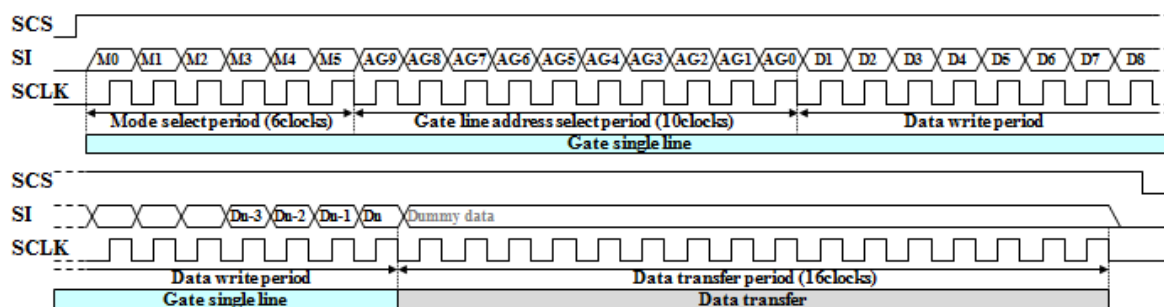 SCS
SI M0 M1 M2 M3 M4 M5 AG9 AG8 AG7 AG6 AG5 AG4 AG3 AG2 AG1 AG0 D1 D2 D3 D4 D5 D6 D7 D8
SCLK
Mode select period (6clocks) Gate line address select period (10clocks) Data write period
Gate single line
SCS
SI Dn-3 Dn-2 Dn-1 Dn Dummy data
SCLK
Data write period Data transfer period (16clocks)
Gate single line Data transfer